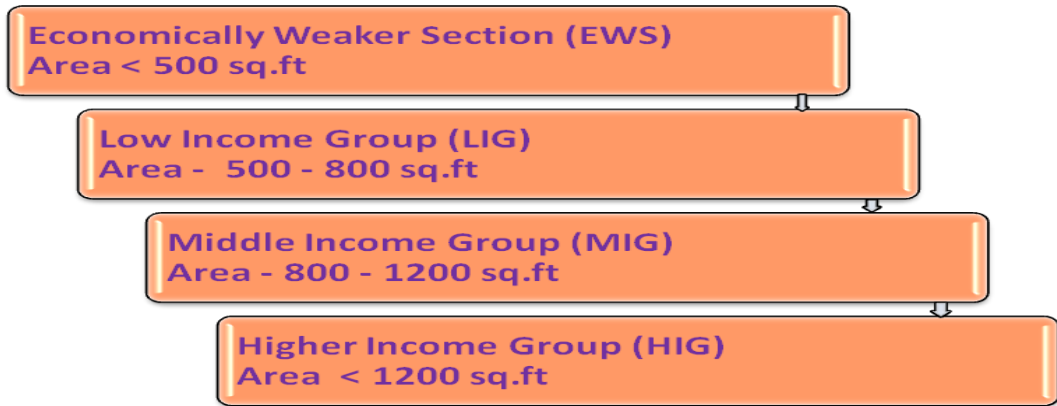 Economically Weaker Section (EWS)
Area < 500 sq.ft
Low Income Group (LIG)
Area -  500 - 800 sq.ft
Middle Income Group (MIG)
Area - 800 - 1200 sq.ft
Higher Income Group (HIG)
Area  < 1200 sq.ft